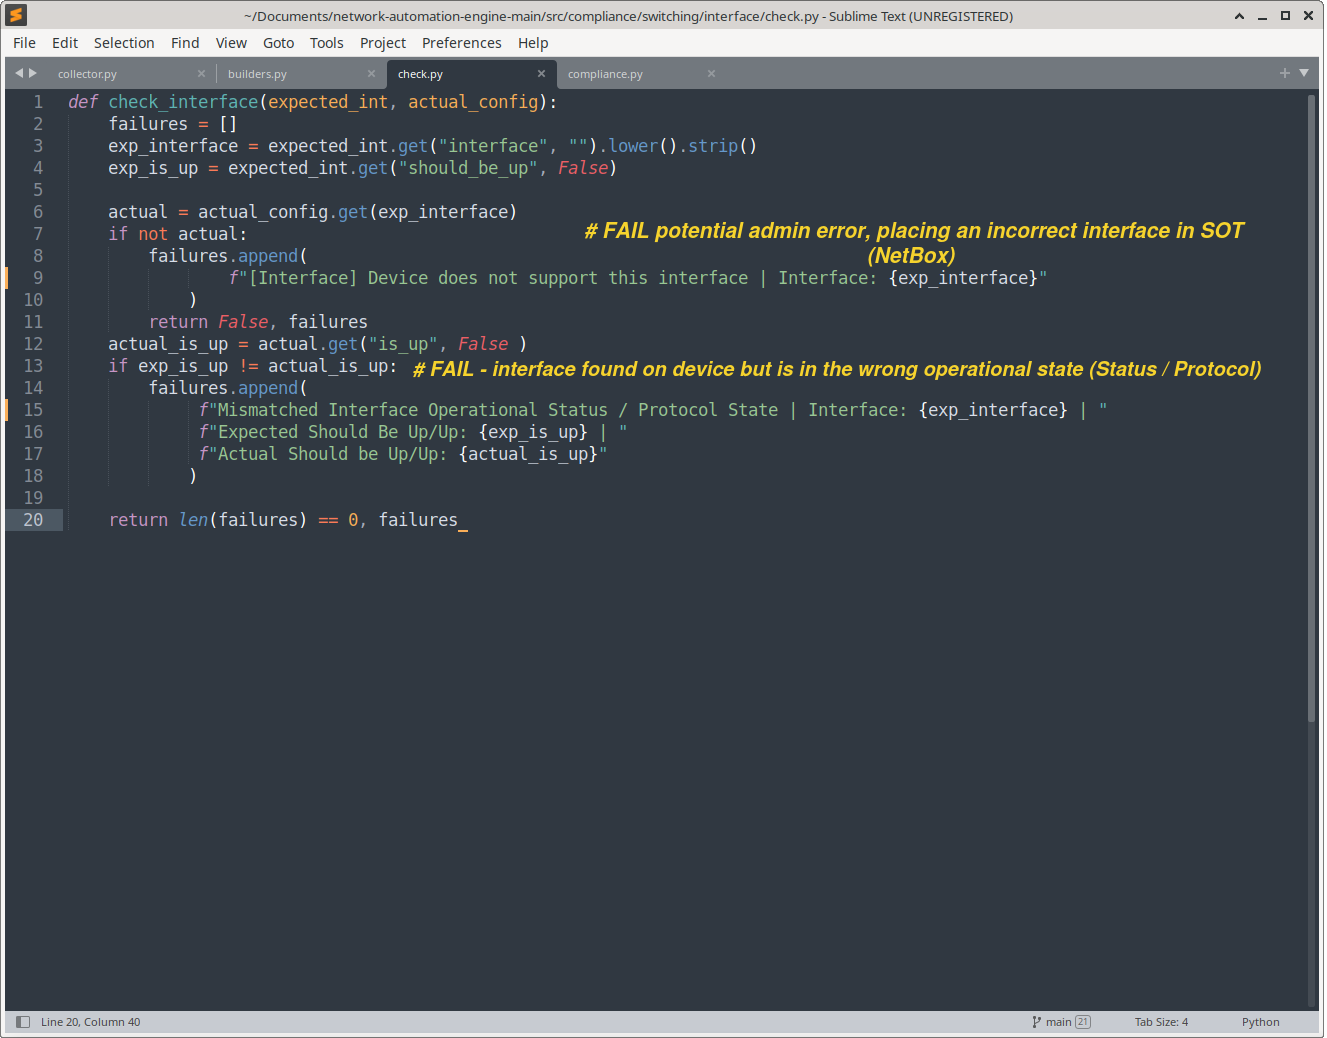 ~/Documents/network-automation-engine-main/src/compliance/switching/interface/check.py - Sublime Text (UNREGISTERED)
File Edit Selection Find View Goto Tools Project Preferences Help
collector.py builders.py check.py compliance.py
1 def check_interface(expected_int, actual_config):
2     failures = []
3     exp_interface = expected_int.get("interface", "").lower().strip()
4     exp_is_up = expected_int.get("should_be_up", False)
5
6     actual = actual_config.get(exp_interface)
7     if not actual:
# FAIL potential admin error, placing an incorrect interface in SOT
(NetBox)
8         failures.append(
9                 f"[Interface] Device does not support this interface | Interface: {exp_interface}"
10             )
11         return False, failures
12     actual_is_up = actual.get("is_up", False )
13     if exp_is_up != actual_is_up: # FAIL - interface found on device but is in the wrong operational state (Status / Protocol)
14         failures.append(
15              f"Mismatched Interface Operational Status / Protocol State | Interface: {exp_interface} | "
16              f"Expected Should Be Up/Up: {exp_is_up} | "
17              f"Actual Should be Up/Up: {actual_is_up}"
18             )
19
20     return len(failures) == 0, failures
Line 20, Column 40 main 21 Tab Size: 4 Python